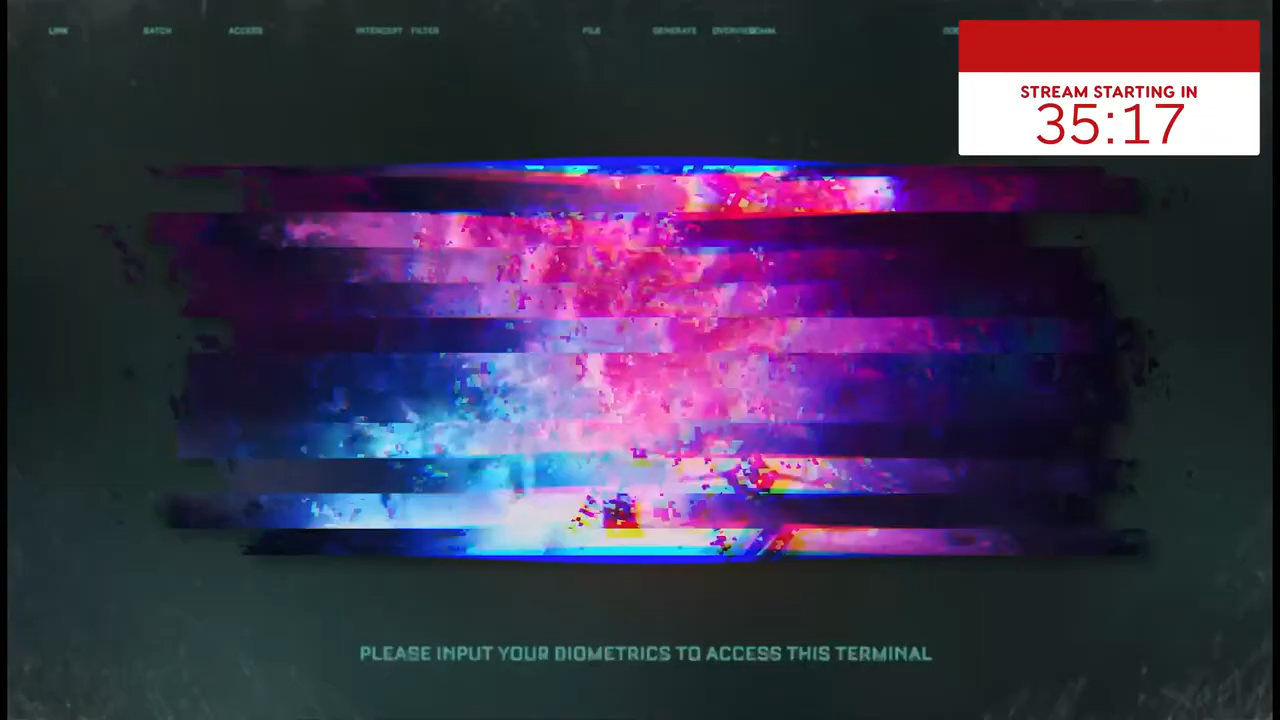 LINK BATCH ACCESS INTERCEPT FILTER FILE GENERATE
STREAM STARTING IN
35:17
PLEASE INPUT YOUR BIOMETRICS TO ACCESS THIS TERMINAL